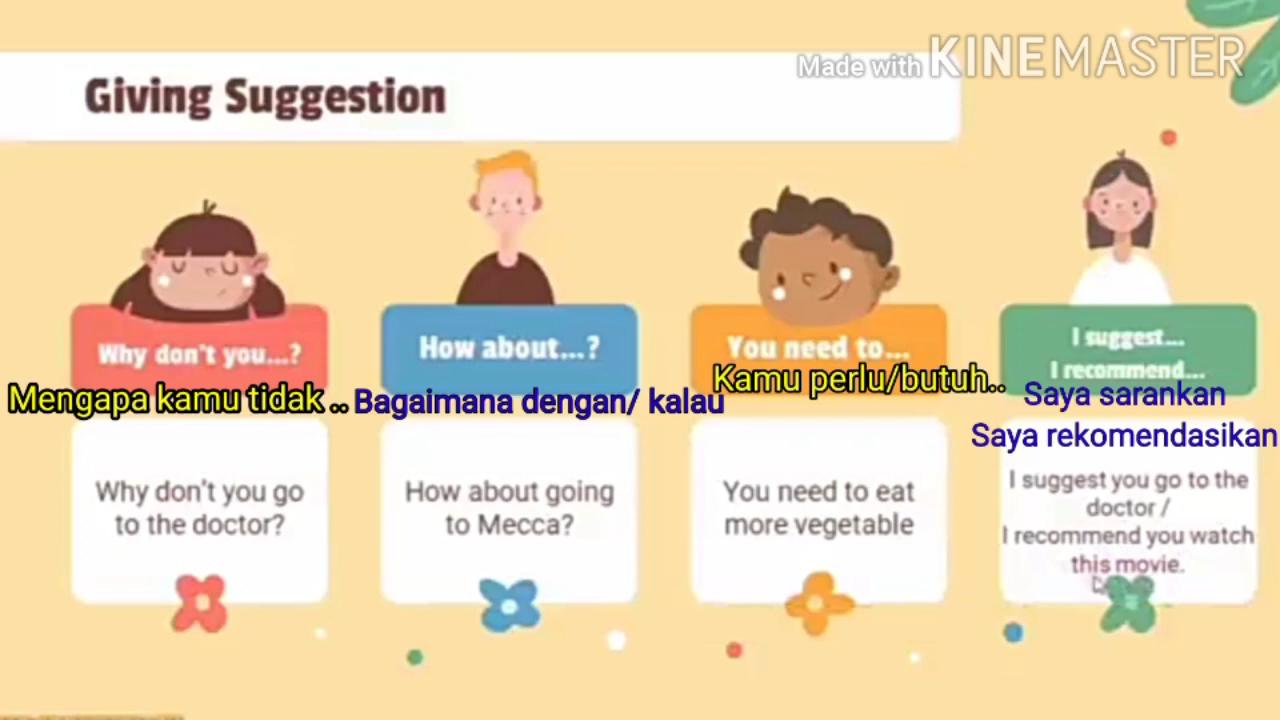 Made with KINEMASTER
Giving Suggestion
Why don't you...?
Mengapa kamu tidak ..
Why don't you go
to the doctor?
How about...?
Bagaimana dengan/ kalau
How about going
to Mecca?
You need to...
Kamu perlu/butuh..
You need to eat
more vegetable
I suggest...
I recommend...
Saya sarankan
Saya rekomendasikan
I suggest you go to the
doctor /
I recommend you watch
this movie.